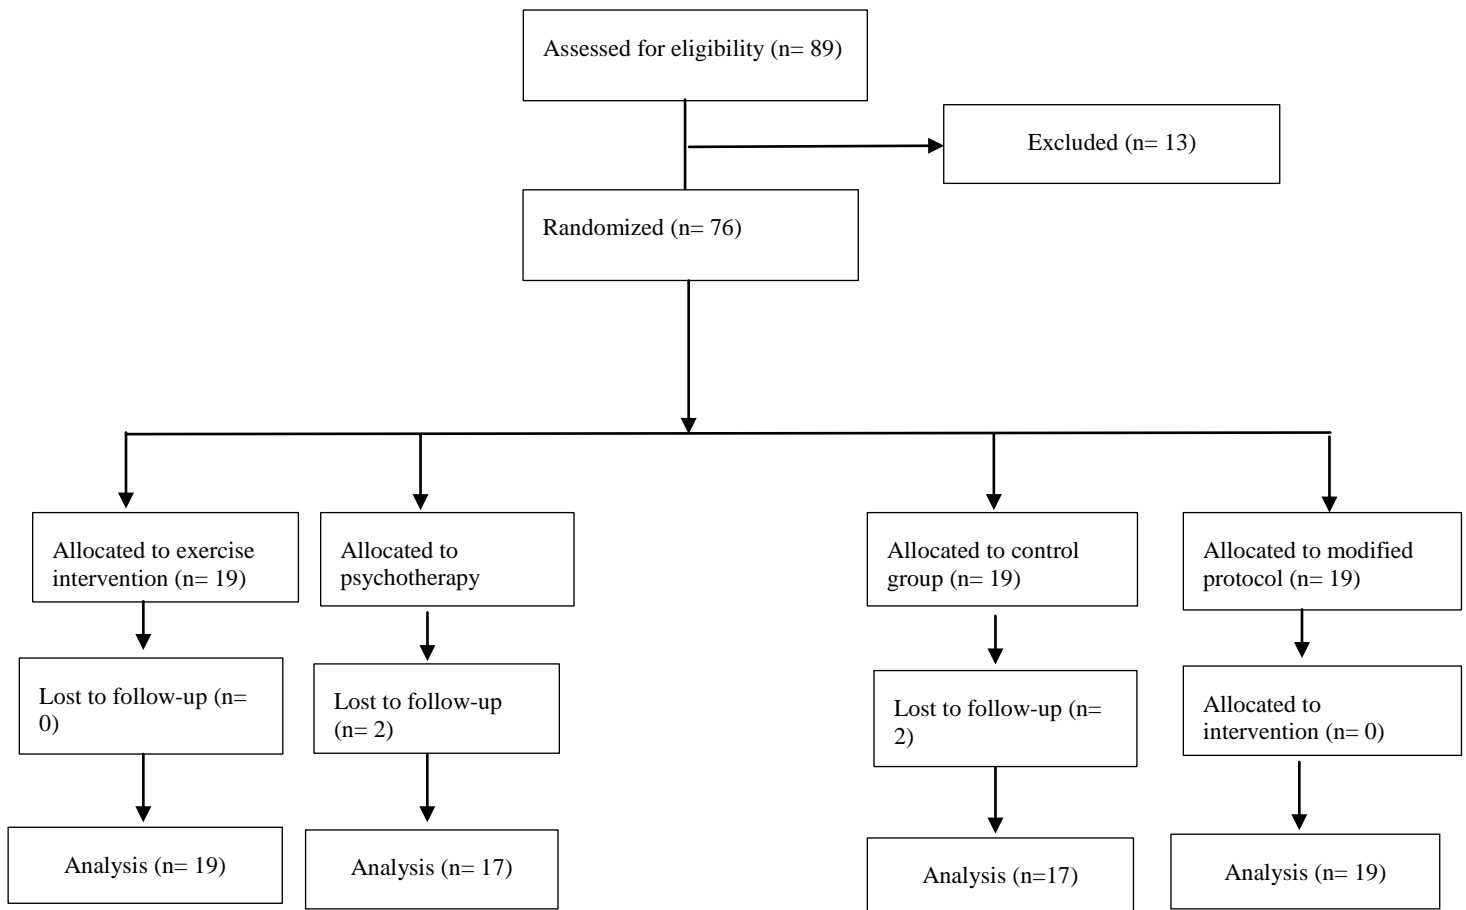 Assessed for eligibility (n= 89)
Excluded (n= 13)
Randomized (n= 76)
Allocated to exercise
intervention (n= 19)
Allocated to
psychotherapy
Allocated to control
group (n= 19)
Allocated to modified
protocol (n= 19)
Lost to follow-up (n=
0)
Lost to follow-up
(n= 2)
Lost to follow-up (n=
2)
Allocated to
intervention (n= 0)
Analysis (n= 19)
Analysis (n= 17)
Analysis (n=17)
Analysis (n= 19)